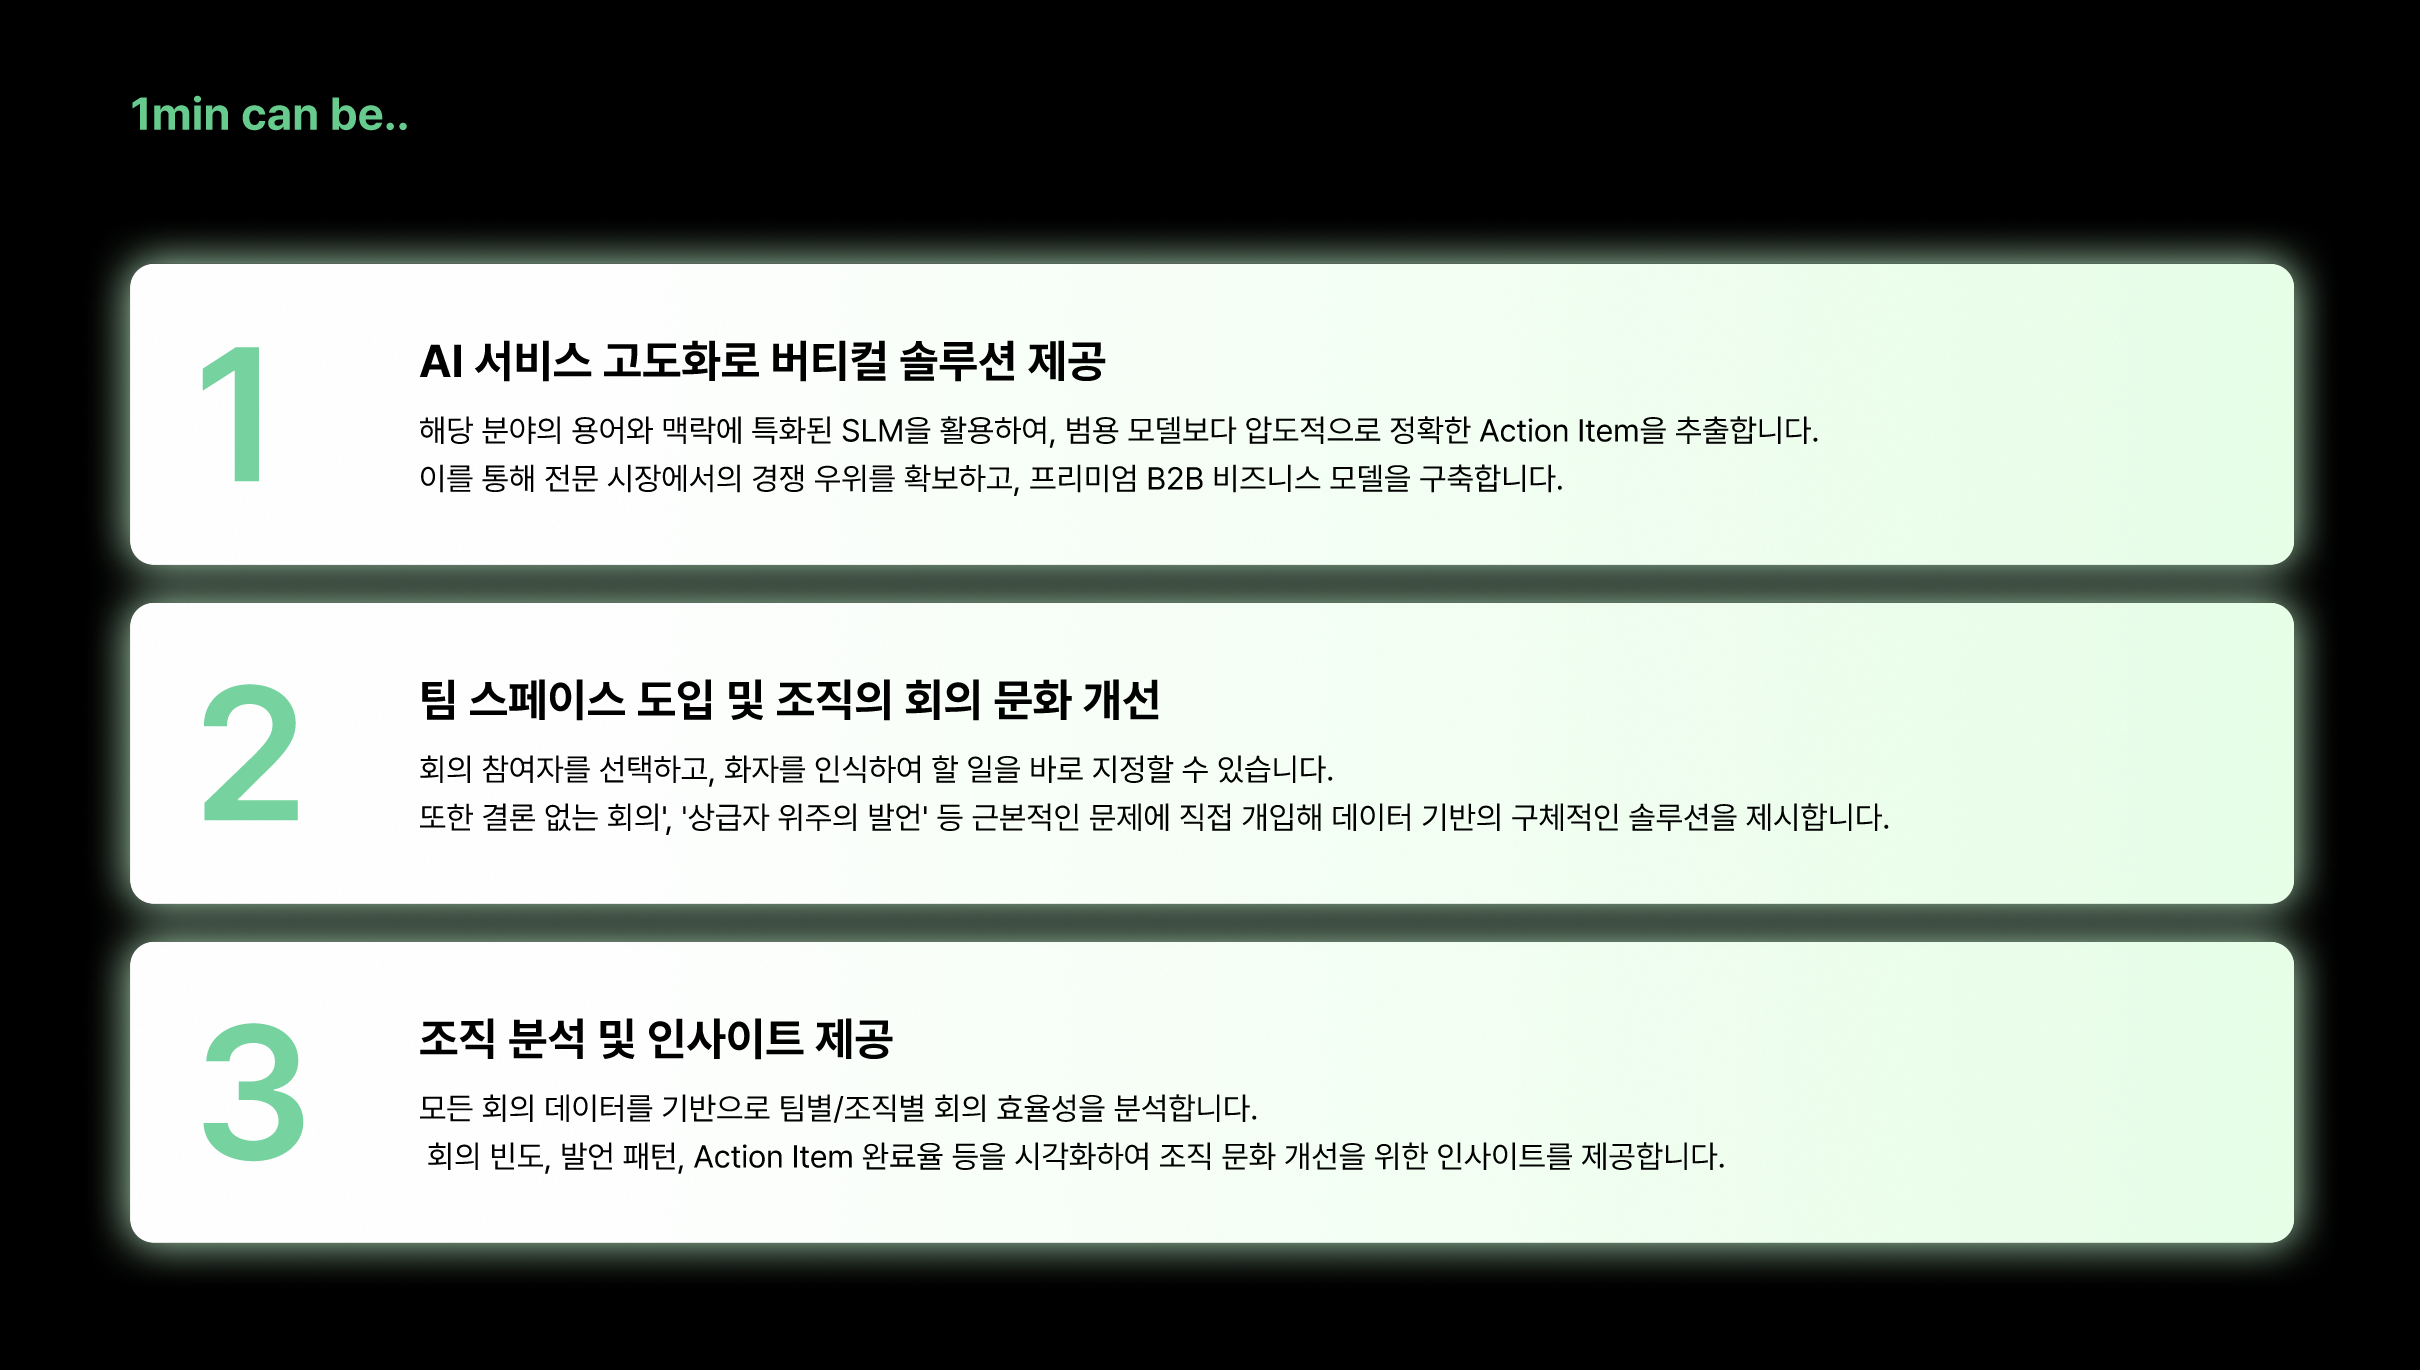 1min can be..
1
AI 서비스 고도화로 버티컬 솔루션 제공
해당 분야의 용어와 맥락에 특화된 SLM을 활용하여, 범용 모델보다 압도적으로 정확한 Action Item을 추출합니다.
이를 통해 전문 시장에서의 경쟁 우위를 확보하고, 프리미엄 B2B 비즈니스 모델을 구축합니다.
2
팀 스페이스 도입 및 조직의 회의 문화 개선
회의 참여자를 선택하고, 화자를 인식하여 할 일을 바로 지정할 수 있습니다.
또한 결론 없는 회의', '상급자 위주의 발언' 등 근본적인 문제에 직접 개입해 데이터 기반의 구체적인 솔루션을 제시합니다.
3
조직 분석 및 인사이트 제공
모든 회의 데이터를 기반으로 팀별/조직별 회의 효율성을 분석합니다.
회의 빈도, 발언 패턴, Action Item 완료율 등을 시각화하여 조직 문화 개선을 위한 인사이트를 제공합니다.